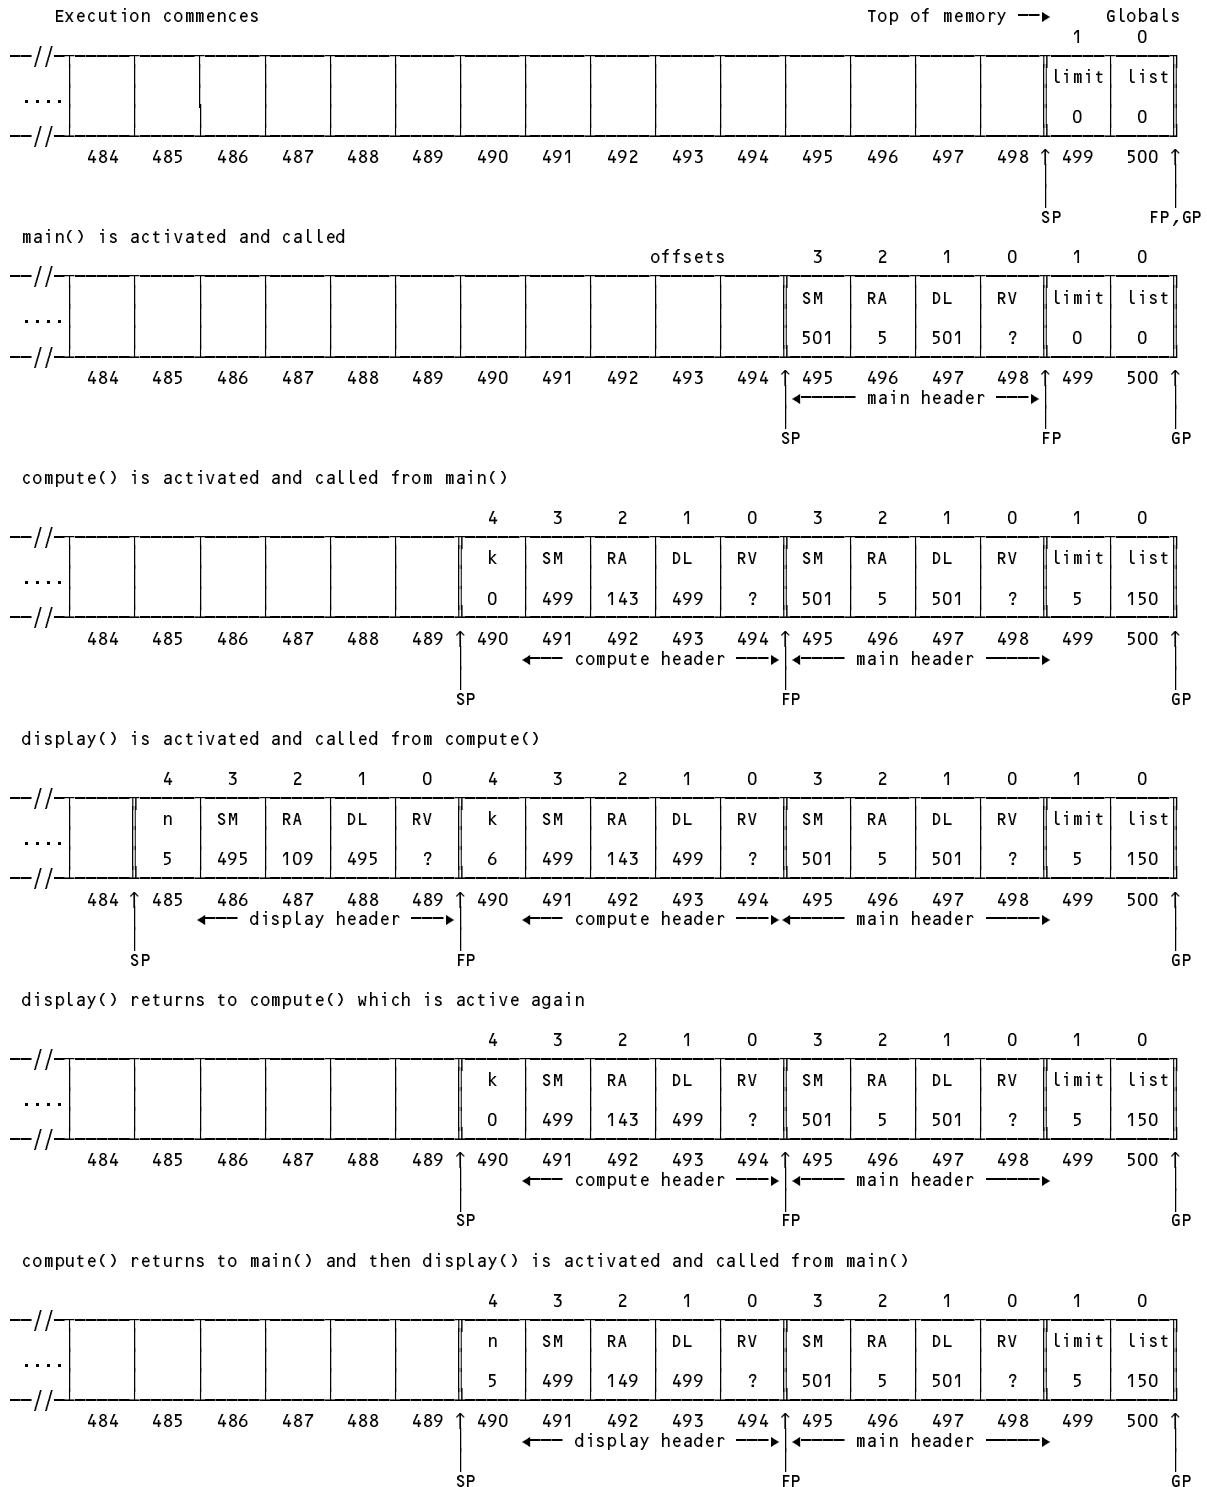 Execution commences Top of memory Globals
1 0
limit list
....
0 0
484 485 486 487 488 489 490 491 492 493 494 495 496 497 498 499 500
SP FP,GP
main() is activated and called
offsets 3 2 1 0 1 0
SM RA DL RV limit list
....
501 5 501 ? 0 0
484 485 486 487 488 489 490 491 492 493 494 495 496 497 498 499 500
main header
SP FP GP
compute() is activated and called from main()
4 3 2 1 0 3 2 1 0 1 0
k SM RA DL RV SM RA DL RV limit list
....
0 499 143 499 ? 501 5 501 ? 5 150
484 485 486 487 488 489 490 491 492 493 494 495 496 497 498 499 500
compute header main header
SP FP GP
display() is activated and called from compute()
4 3 2 1 0 4 3 2 1 0 3 2 1 0 1 0
n SM RA DL RV k SM RA DL RV SM RA DL RV limit list
....
5 495 109 495 ? 6 499 143 499 ? 501 5 501 ? 5 150
484 485 486 487 488 489 490 491 492 493 494 495 496 497 498 499 500
display header compute header main header
SP FP GP
display() returns to compute() which is active again
4 3 2 1 0 3 2 1 0 1 0
k SM RA DL RV SM RA DL RV limit list
....
0 499 143 499 ? 501 5 501 ? 5 150
484 485 486 487 488 489 490 491 492 493 494 495 496 497 498 499 500
compute header main header
SP FP GP
compute() returns to main() and then display() is activated and called from main()
4 3 2 1 0 3 2 1 0 1 0
n SM RA DL RV SM RA DL RV limit list
....
5 499 149 499 ? 501 5 501 ? 5 150
484 485 486 487 488 489 490 491 492 493 494 495 496 497 498 499 500
display header main header
SP FP GP